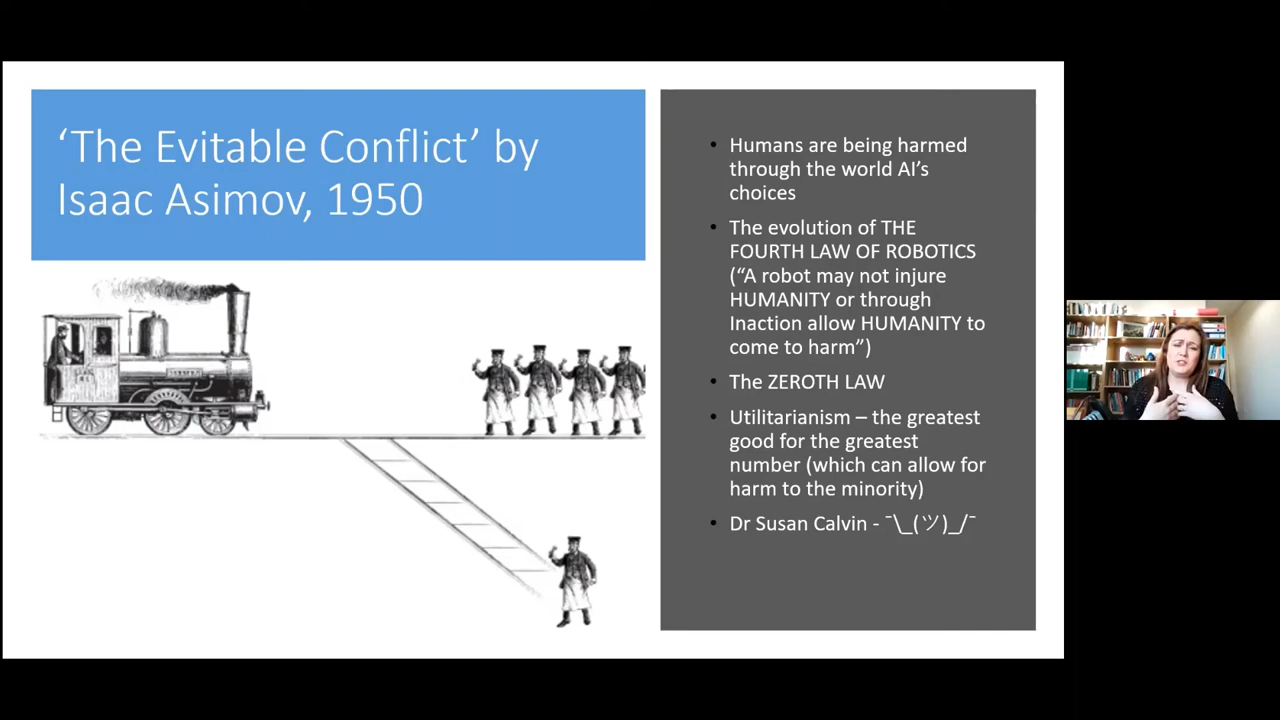 ‘The Evitable Conflict’ by
Isaac Asimov, 1950
• Humans are being harmed
through the world AI’s
choices
• The evolution of THE
FOURTH LAW OF ROBOTICS
(“A robot may not injure
HUMANITY or through
Inaction allow HUMANITY to
come to harm”)
• The ZEROTH LAW
• Utilitarianism – the greatest
good for the greatest
number (which can allow for
harm to the minority)
• Dr Susan Calvin - ¯\_(ツ)_/¯